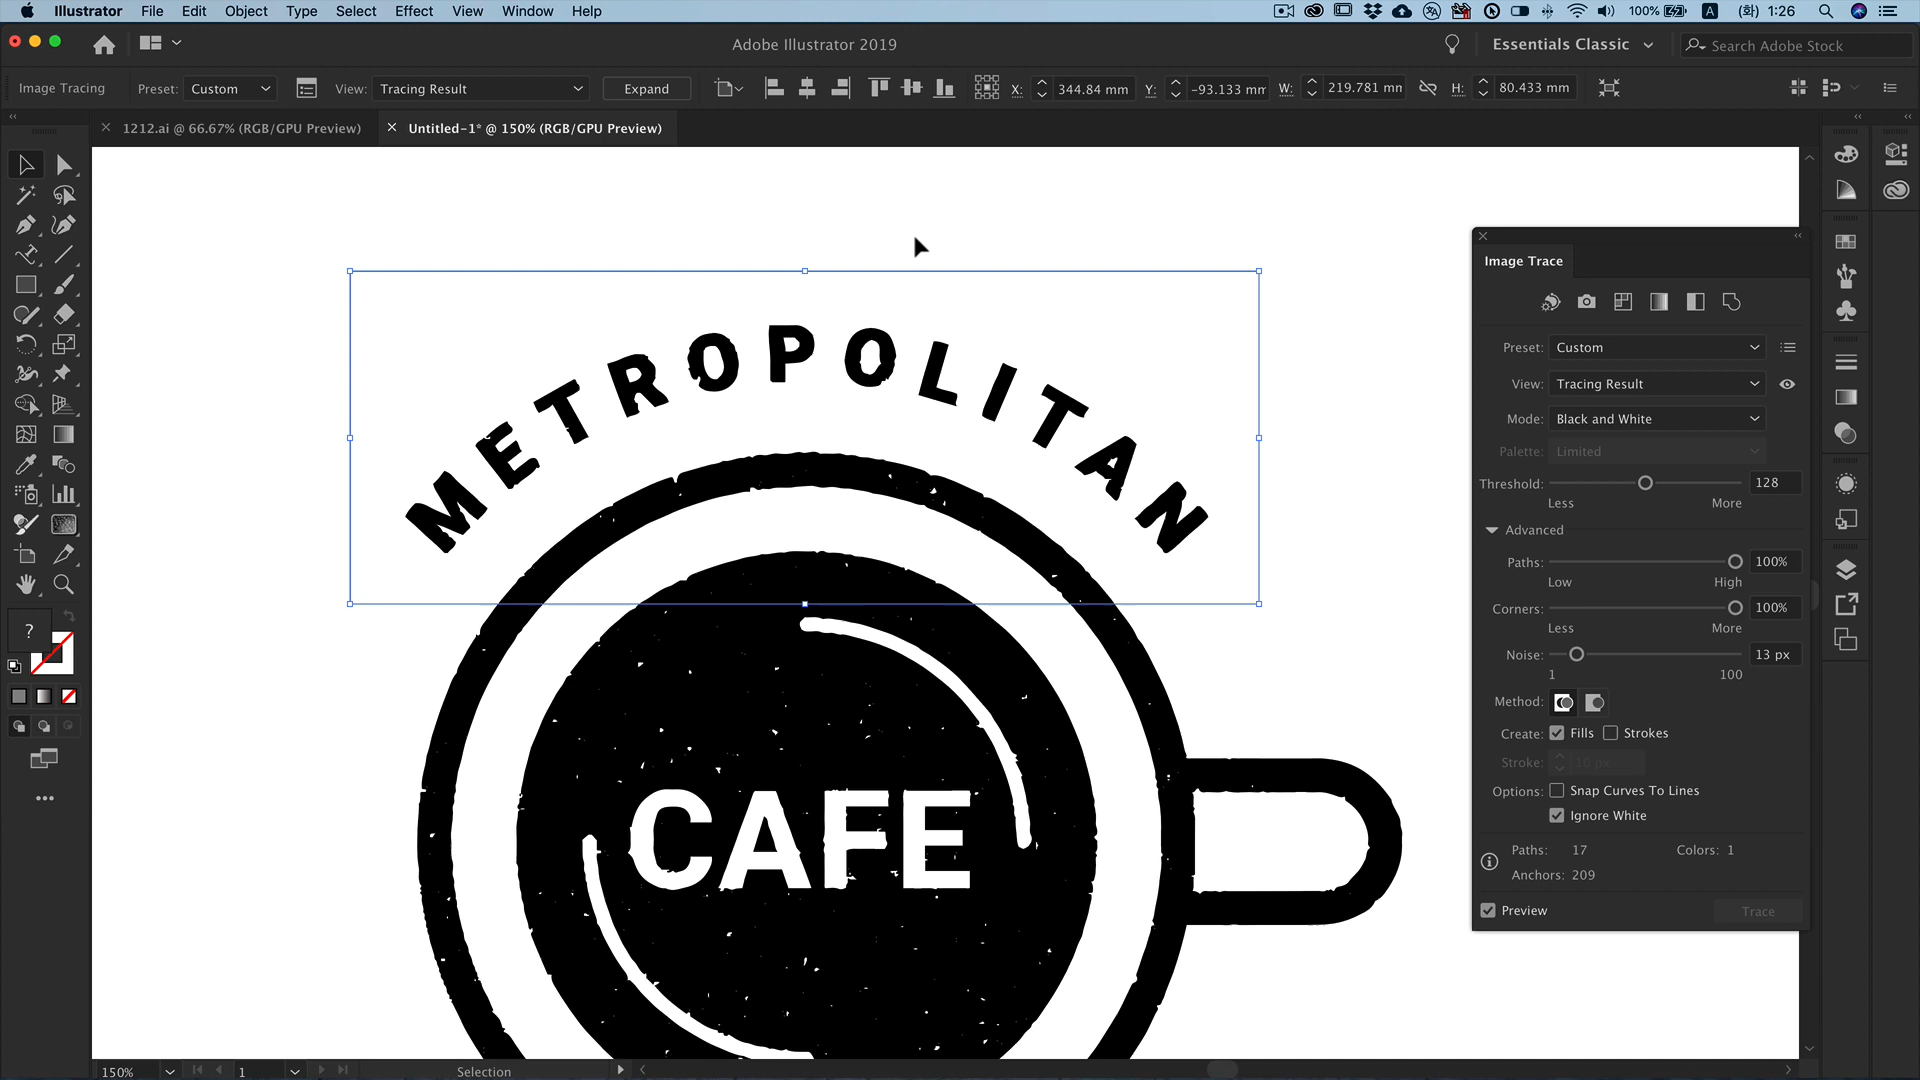 Illustrator File Edit Object Type Select Effect View Window Help
100% A (화) 1:26
Adobe Illustrator 2019
Essentials Classic
Search Adobe Stock
Image Tracing Preset: Custom View: Tracing Result Expand X: 344.84 mm Y: -93.133 mm W: 219.781 mm H: 80.433 mm
1212.ai @ 66.67% (RGB/GPU Preview)
Untitled-1* @ 150% (RGB/GPU Preview)
METROPOLITAN
CAFE
?
Image Trace
Preset: Custom
View: Tracing Result
Mode: Black and White
Palette: Limited
Threshold: 128
Less More
Advanced
Paths: 100%
Low High
Corners: 100%
Less More
Noise: 13 px
1 100
Method:
Create: Fills Strokes
Stroke: 10 px
Options: Snap Curves To Lines
Ignore White
Paths: 17 Colors: 1
Anchors: 209
Preview Trace
150% 1 Selection